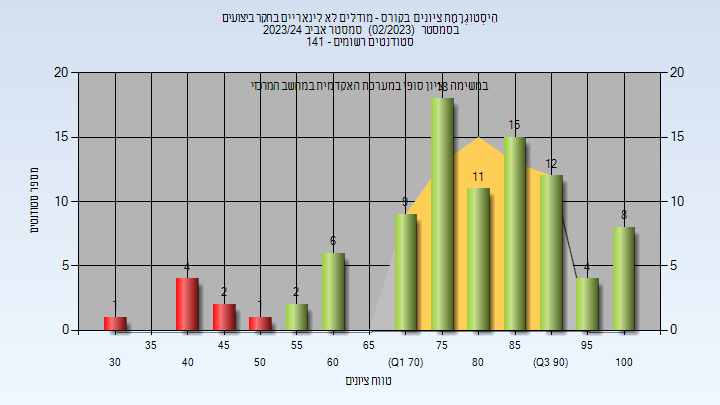 היסטוגרמת ציונים בקורס - מודלים לא לינאריים בחקר ביצועים
בסמסטר (02/2023) סמסטר אביב 2023/24
סטודנטים רשומים - 141
במשימה ציון סופי במערכת האקדמית במחשב המרכזי
20 20
15 15
10 10
5 5
0 0
מספר סטודנטים
1 4 2 1 2 6 9 18 11 15 12 4 8
35 45 55 65 75 85 95
30 40 50 60 (Q1 70) 80 (Q3 90) 100
טווח ציונים